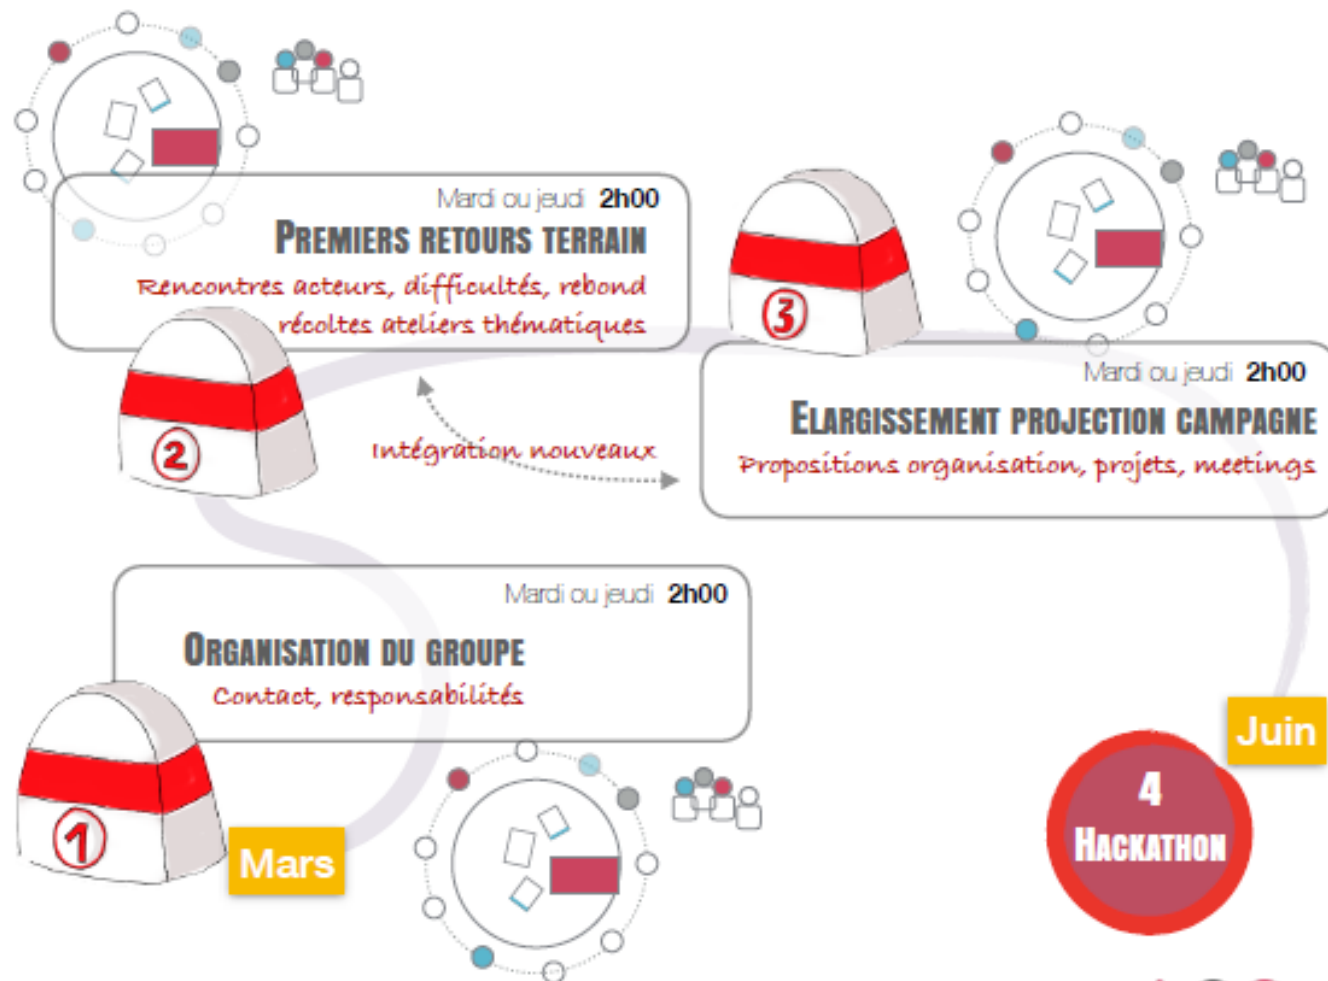 Mardi ou jeudi 2h00
PREMIERS RETOURS TERRAIN
Rencontres acteurs, difficultés, rebond
récoltes ateliers thématiques
2
3
Mardi ou jeudi 2h00
ELARGISSEMENT PROJECTION CAMPAGNE
Propositions organisation, projets, meetings
Intégration nouveaux
Mardi ou jeudi 2h00
ORGANISATION DU GROUPE
Contact, responsabilités
1
Mars
Juin
4
HACKATHON